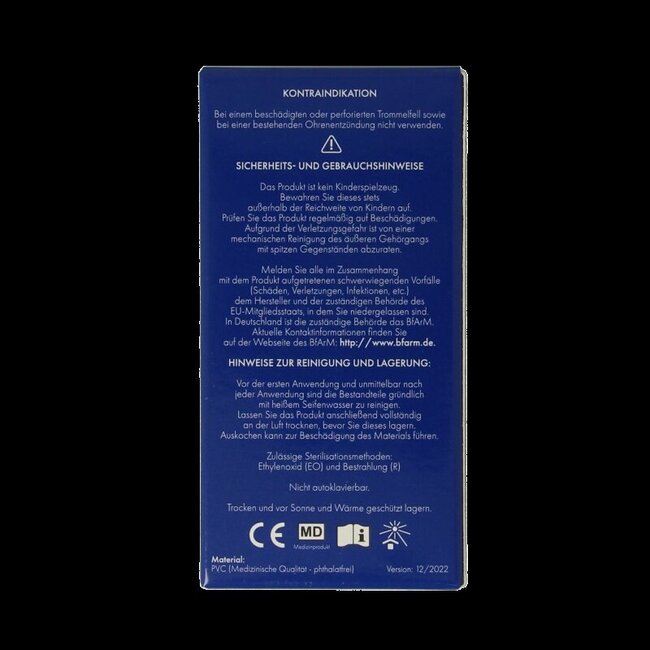 KONTRAINDIKATION
Bei einem beschädigten oder perforierten Trommelfell sowie
bei einer bestehenden Ohrenentzündung nicht verwenden.
SICHERHEITS- UND GEBRAUCHSHINWEISE
Das Produkt ist kein Kinderspielzeug.
Bewahren Sie dieses stets
außerhalb der Reichweite von Kindern auf.
Prüfen Sie das Produkt regelmäßig auf Beschädigungen.
Aufgrund der Verletzungsgefahr ist von einer
mechanischen Reinigung des äußeren Gehörgangs
mit spitzen Gegenständen abzuraten.
Melden Sie alle im Zusammenhang
mit dem Produkt aufgetretenen schwerwiegenden Vorfälle
(Schäden, Verletzungen, Infektionen, etc.)
dem Hersteller und der zuständigen Behörde des
EU-Mitgliedsstaats, in dem Sie niedergelassen sind.
In Deutschland ist die zuständige Behörde das BfArM.
Aktuelle Kontaktinformationen finden Sie
auf der Webseite des BfArM: http://www.bfarm.de.
HINWEISE ZUR REINIGUNG UND LAGERUNG:
Vor der ersten Anwendung und unmittelbar nach
jeder Anwendung sind die Bestandteile gründlich
mit heißem Seifenwasser zu reinigen.
Lassen Sie das Produkt anschließend vollständig
an der Luft trocknen, bevor Sie dieses lagern.
Auskochen kann zur Beschädigung des Materials führen.
Zulässige Sterilisationsmethoden:
Ethylenoxid (EO) und Bestrahlung (R)
Nicht autoklavierbar.
Trocken und vor Sonne und Wärme geschützt lagern.
CE MD
Medizinprodukt
Material:
PVC (Medizinische Qualität - phthalatfrei) Version: 12/2022